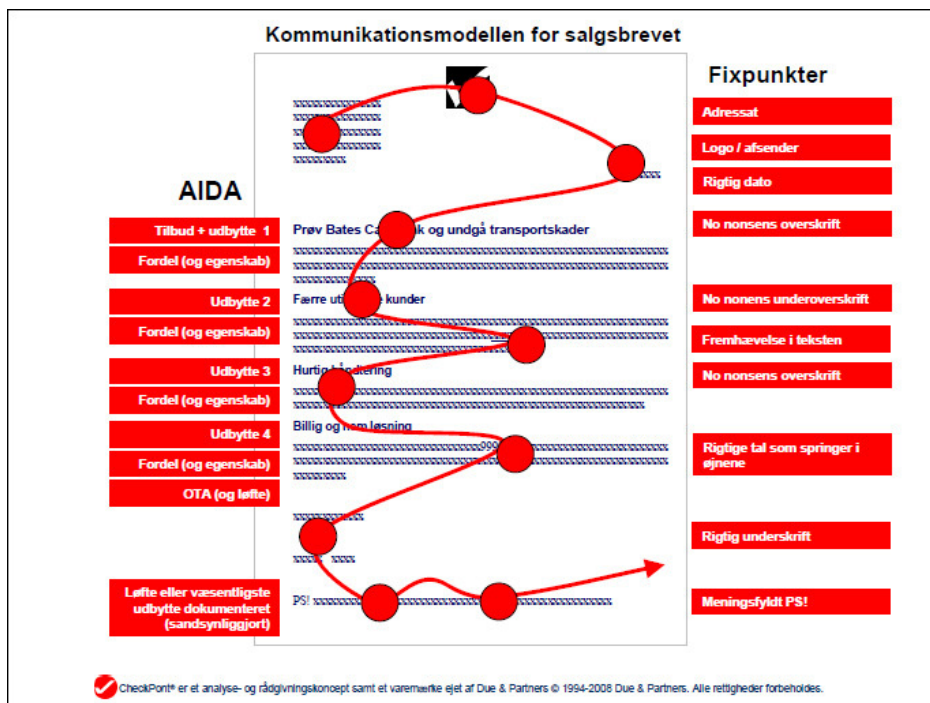 Kommunikationsmodellen for salgsbrevet
Fixpunkter
Adressat
Logo / afsender
Rigtig dato
No nonsens overskrift
No nonens underoverskrift
Fremhævelse i teksten
No nonsens overskrift
Rigtige tal som springer i
øjnene
Rigtig underskrift
Meningsfyldt PS!
AIDA
Tilbud + udbytte 1
Fordel (og egenskab)
Udbytte 2
Fordel (og egenskab)
Udbytte 3
Fordel (og egenskab)
Udbytte 4
Fordel (og egenskab)
OTA (og løfte)
Løfte eller væsentligste
udbytte dokumenteret
(sandsynliggjort)
Prøv Bates og undgå transportskader
Færre kunder
Hurtig håndtering
Billig og nem løsning
PS!
CheckPont® er et analyse- og rådgivningskoncept samt et varemærke ejet af Due & Partners © 1994-2008 Due & Partners. Alle rettigheder forbeholdes.